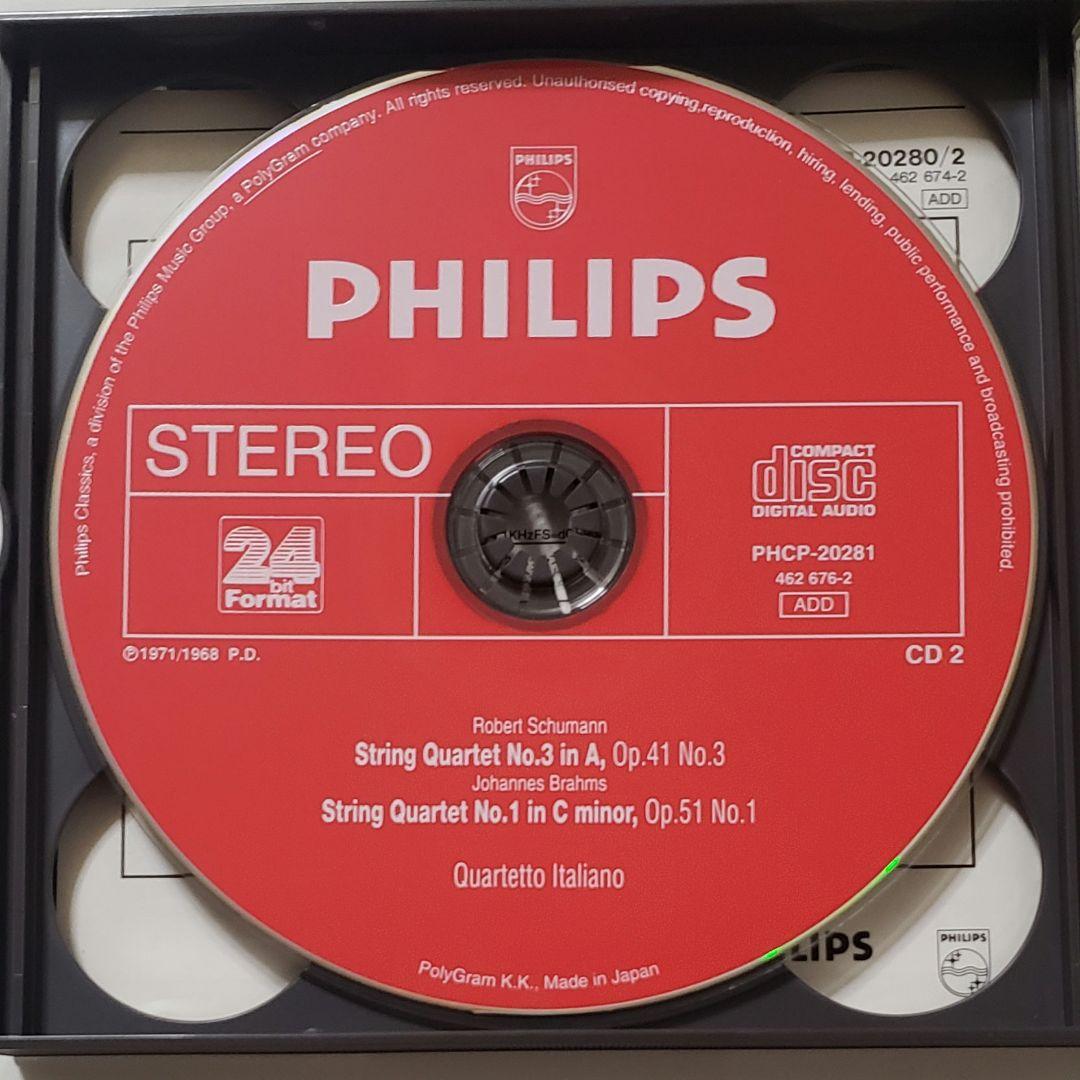 Philips Classics, a division of the Philips Music Group, a PolyGram company. All rights reserved. Unauthorised copying, reproduction, hiring, lending, public performance and broadcasting prohibited.
PHILIPS
20280/2
462 674-2
ADD
PHILIPS
STEREO
COMPACT
disc
DIGITAL AUDIO
24
bit
Format
PHCP-20281
462 676-2
ADD
℗1971/1968 P.D.
CD 2
Robert Schumann
String Quartet No.3 in A, Op.41 No.3
Johannes Brahms
String Quartet No.1 in C minor, Op.51 No.1
Quartetto Italiano
LIPS
PHILIPS
PolyGram K.K., Made in Japan